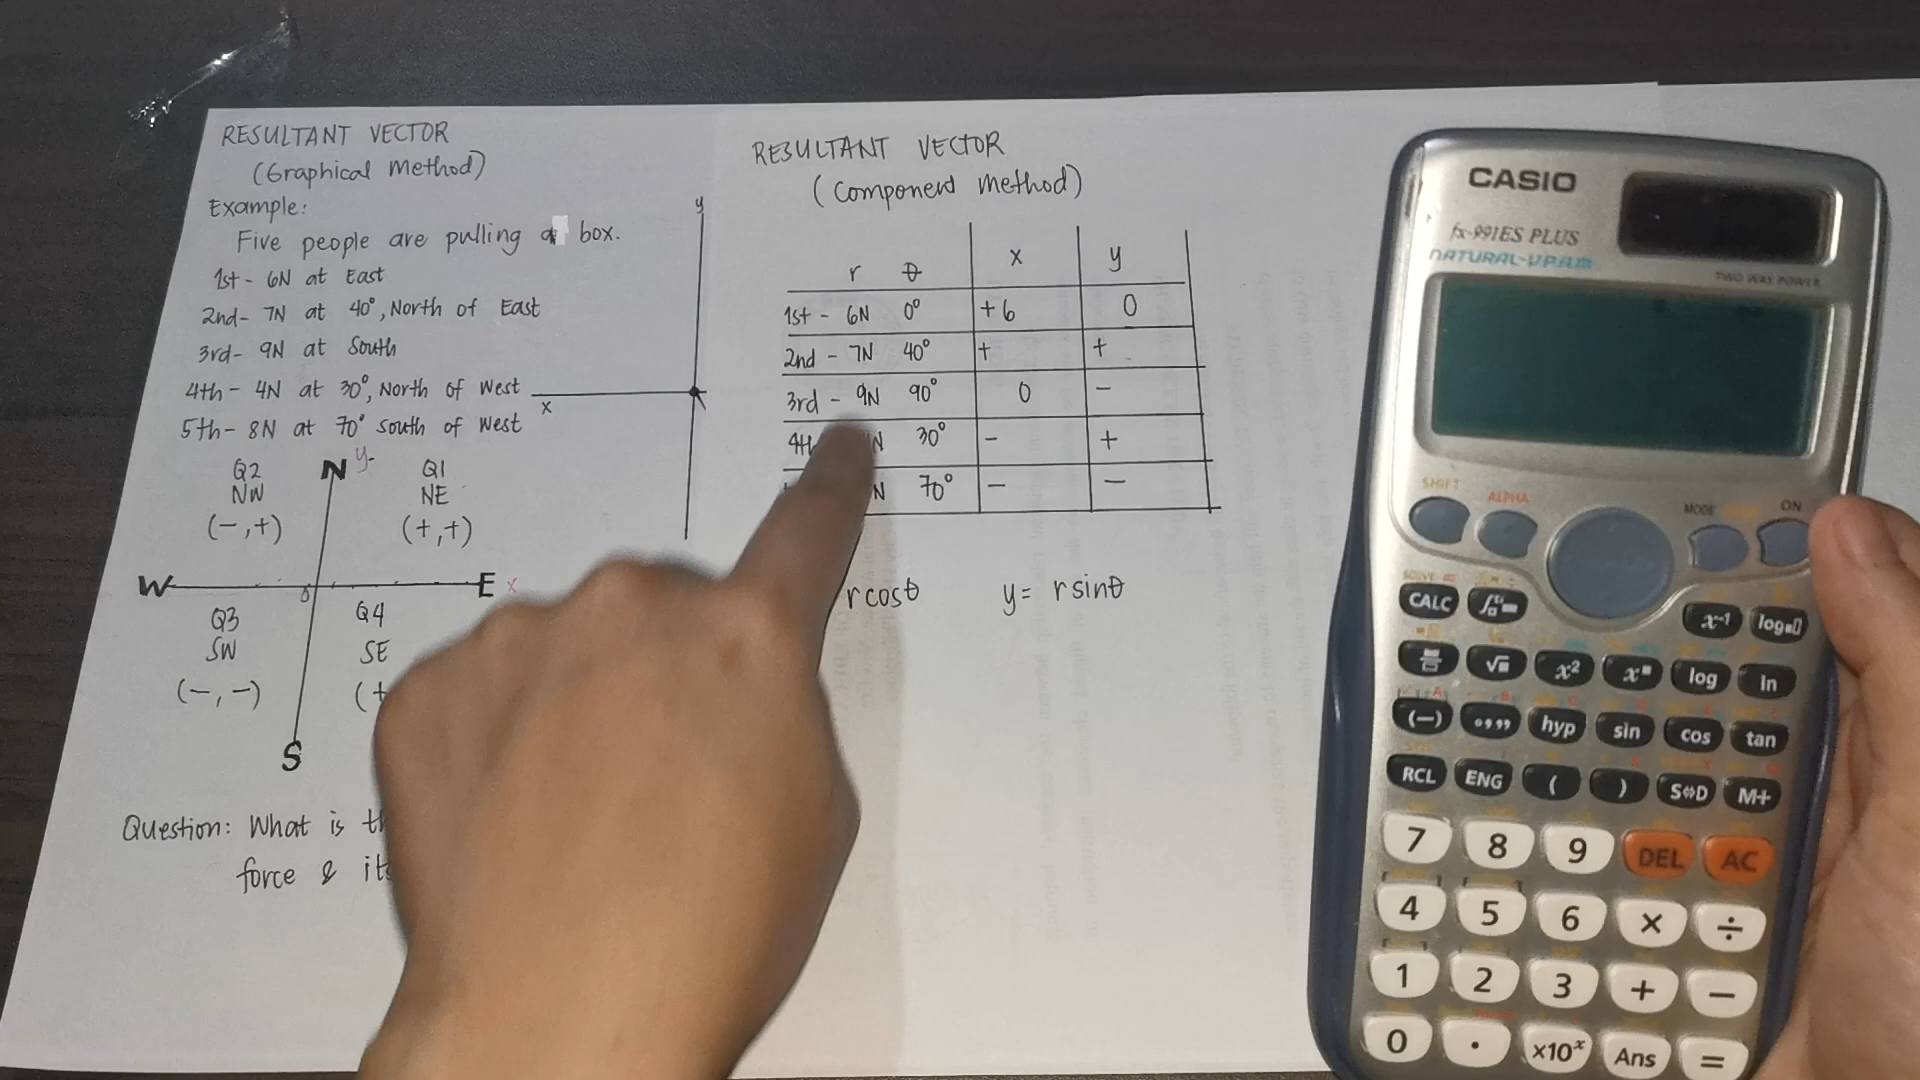 RESULTANT VECTOR
(Graphical Method)
Example:
Five people are pulling a box.
1st - 6N at East
2nd - 7N at 40°, North of East
3rd - 9N at South
4th - 4N at 30°, North of West
5th - 8N at 70° South of West
y
x
N
y
Q2
NW
(-,+)
Q1
NE
(+,+)
W
E
x
Q3
SW
(-,-)
Q4
SE
(+
S
Question: What is
force & its
RESULTANT VECTOR
(Component Method)
r θ x y
1st - 6N 0° +6 0
2nd - 7N 40° + +
3rd - 9N 90° 0 -
4th N 30° - +
N 70° - -
rcosθ y = rsinθ
CASIO
fx-991ES PLUS
NATURAL-V.P.A.M.
TWO WAY POWER
SHIFT ALPHA MODE ON
SOLVE =
CALC x⁻¹ log
√ x² x log ln
(-) hyp sin cos tan
RCL ENG ( ) S⇔D M+
7 8 9 DEL AC
4 5 6 × ÷
1 2 3 + −
0 . ×10ˣ Ans =